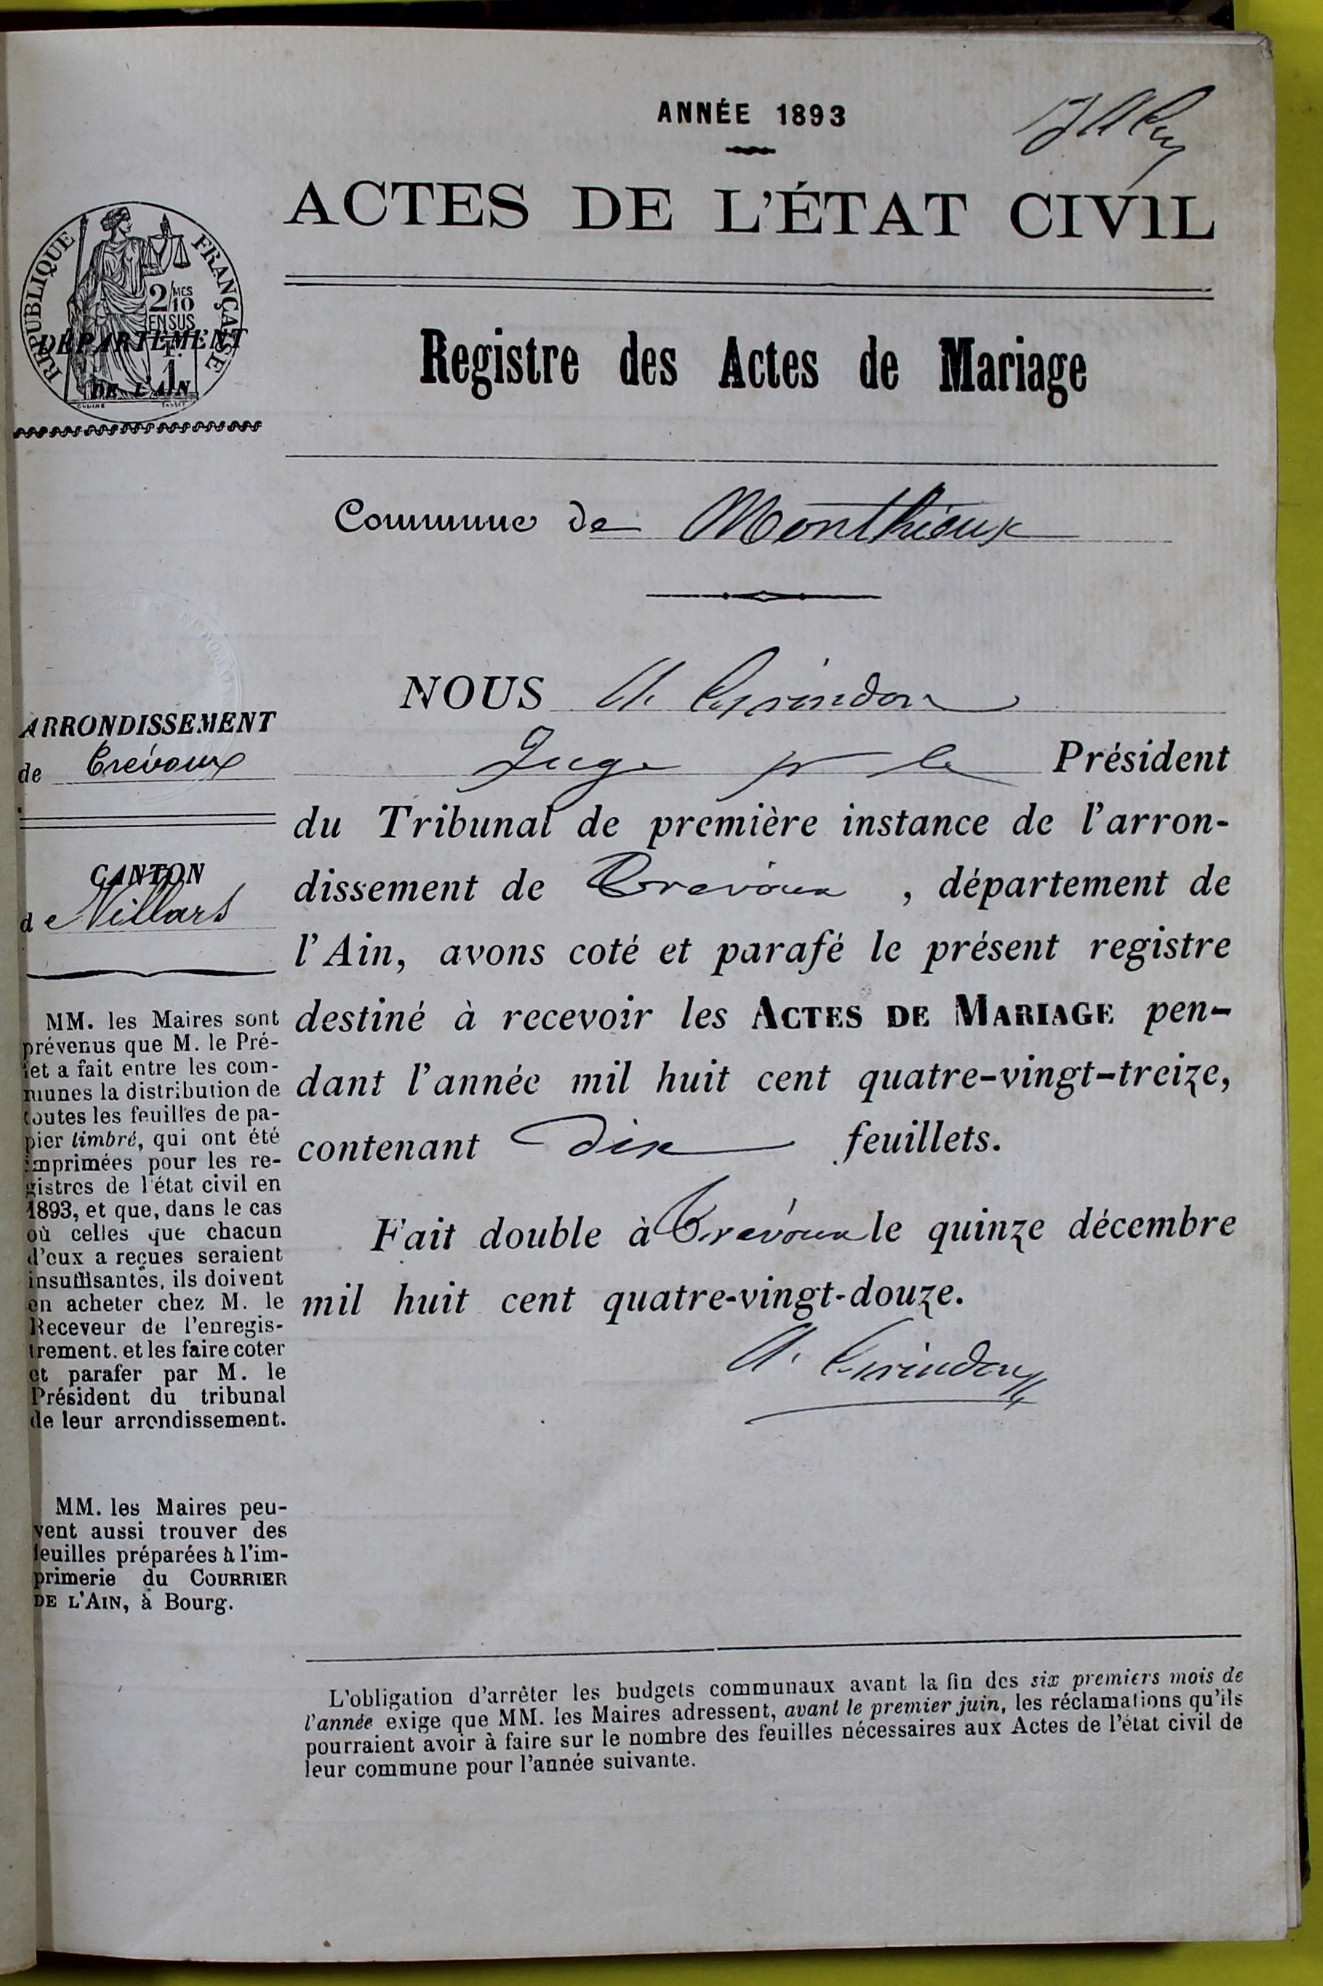 ANNÉE 1893
ACTES DE L'ÉTAT CIVIL
RÉPUBLIQUE FRANÇAISE
2/10 MES
EN SUS
DÉPARTEMENT
DE L'AIN
Registre des Actes de Mariage
Commune de Monthieux
NOUS
Juge pr le Président
du Tribunal de première instance de l'arron-
dissement de Trévoux, département de
l'Ain, avons coté et parafé le présent registre
destiné à recevoir les ACTES DE MARIAGE pen-
dant l'année mil huit cent quatre-vingt-treize,
contenant dix feuillets.
Fait double à Trévoux le quinze décembre
mil huit cent quatre-vingt-douze.
ARRONDISSEMENT
de Trévoux
CANTON
de Villars
MM. les Maires sont
prévenus que M. le Pré-
fet a fait entre les com-
munes la distribution de
toutes les feuilles de pa-
pier timbré, qui ont été
imprimées pour les re-
gistres de l'état civil en
1893, et que, dans le cas
où celles que chacun
d'eux a reçues seraient
insuffisantes, ils doivent
en acheter chez M. le
Receveur de l'enregis-
trement. et les faire coter
et parafer par M. le
Président du tribunal
de leur arrondissement.
MM. les Maires peu-
vent aussi trouver des
feuilles préparées à l'im-
primerie du COURRIER
DE L'AIN, à Bourg.
L'obligation d'arrêter les budgets communaux avant la fin des six premiers mois de
l'année exige que MM. les Maires adressent, avant le premier juin, les réclamations qu'ils
pourraient avoir à faire sur le nombre des feuilles nécessaires aux Actes de l'état civil de
leur commune pour l'année suivante.